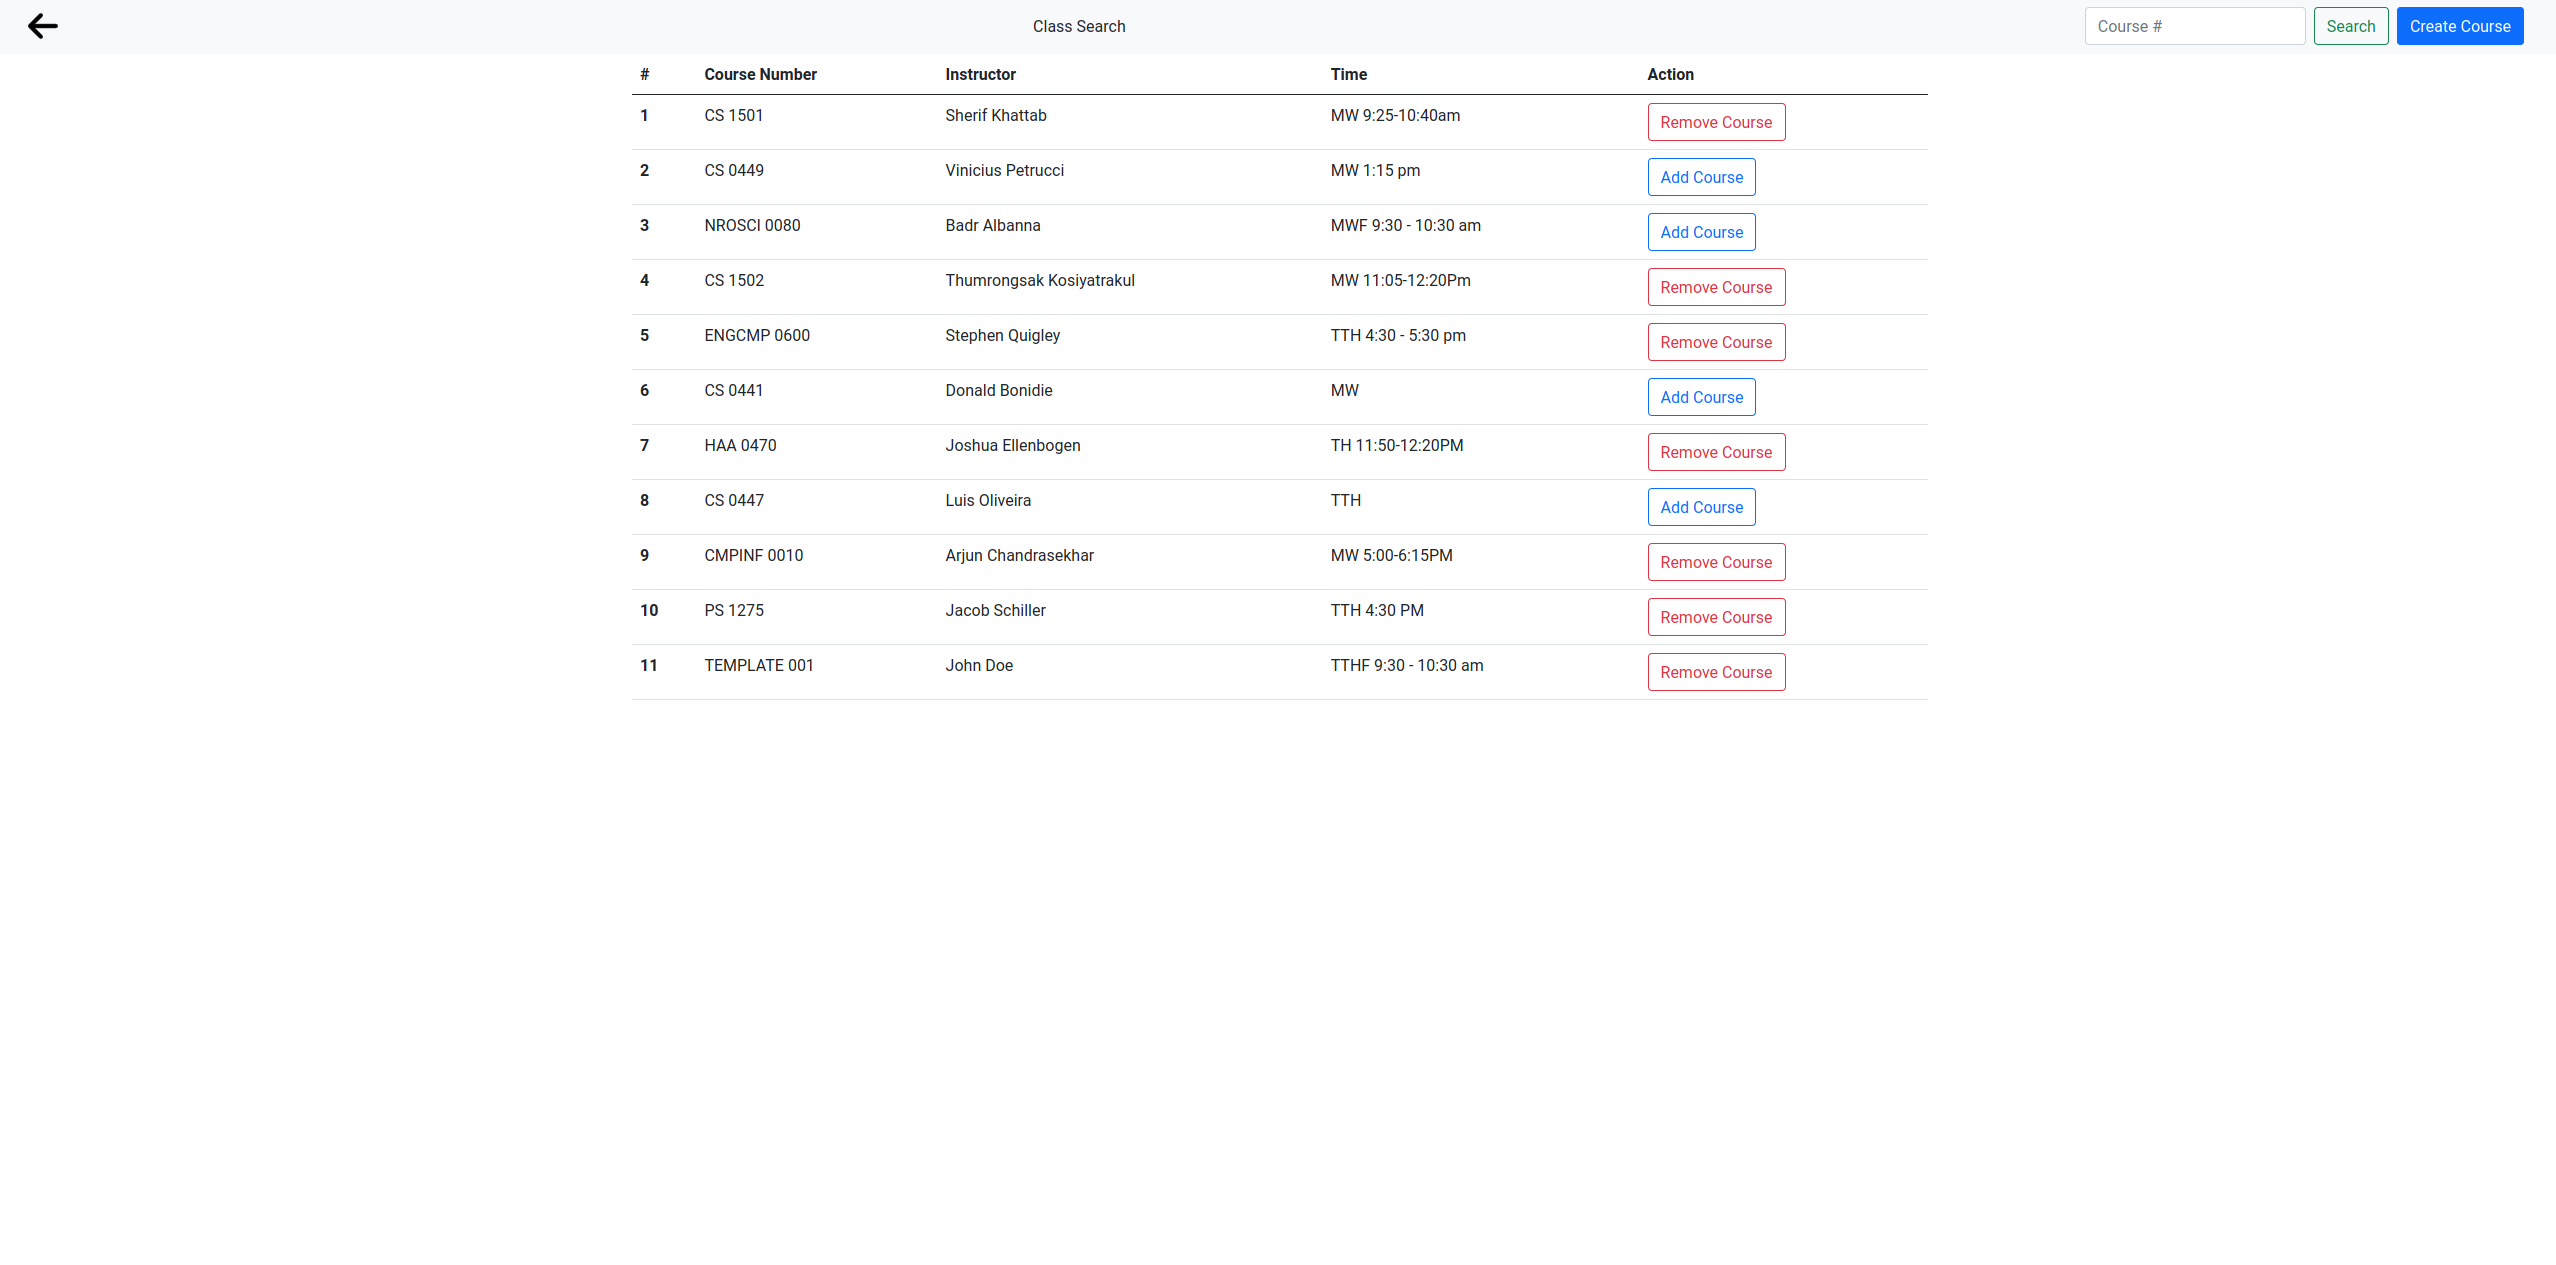 Class Search Course # Search Create Course
# Course Number Instructor Time Action
1 CS 1501 Sherif Khattab MW 9:25-10:40am Remove Course
2 CS 0449 Vinicius Petrucci MW 1:15 pm Add Course
3 NROSCI 0080 Badr Albanna MWF 9:30 - 10:30 am Add Course
4 CS 1502 Thumrongsak Kosiyatrakul MW 11:05-12:20Pm Remove Course
5 ENGCMP 0600 Stephen Quigley TTH 4:30 - 5:30 pm Remove Course
6 CS 0441 Donald Bonidie MW Add Course
7 HAA 0470 Joshua Ellenbogen TH 11:50-12:20PM Remove Course
8 CS 0447 Luis Oliveira TTH Add Course
9 CMPINF 0010 Arjun Chandrasekhar MW 5:00-6:15PM Remove Course
10 PS 1275 Jacob Schiller TTH 4:30 PM Remove Course
11 TEMPLATE 001 John Doe TTHF 9:30 - 10:30 am Remove Course